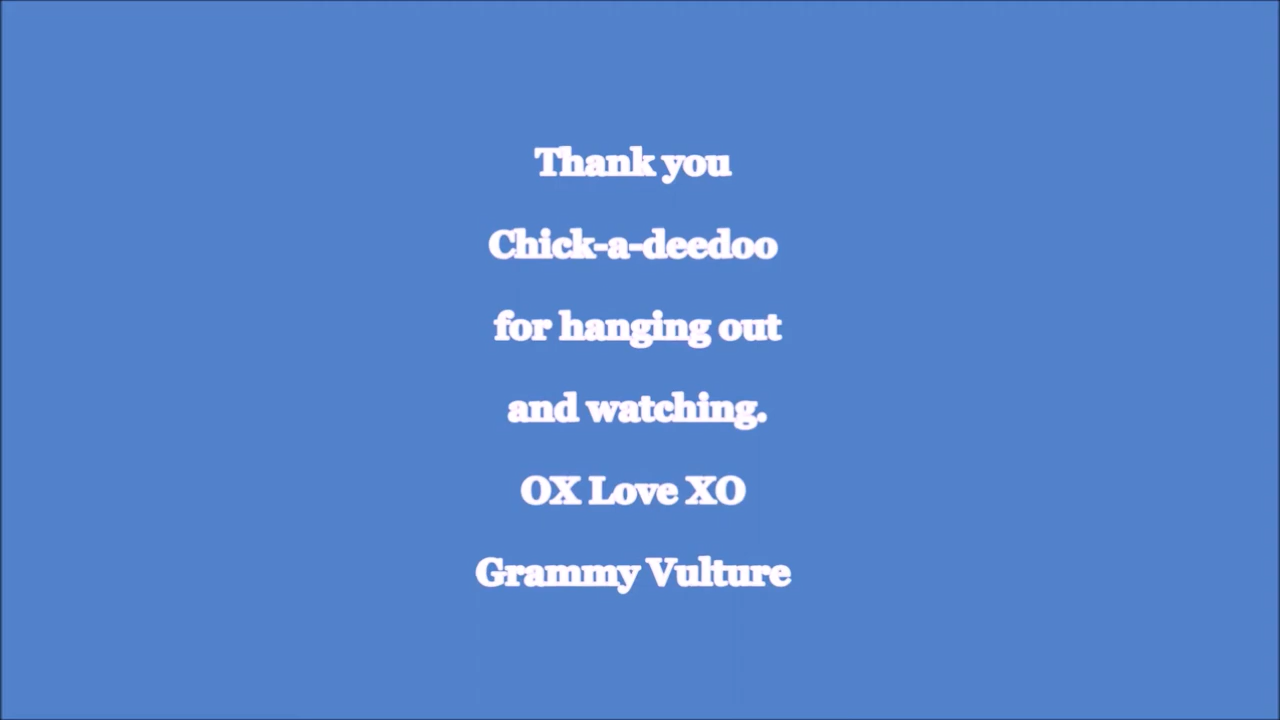 Thank you
Chick-a-deedoo
for hanging out
and watching.
OX Love XO
Grammy Vulture